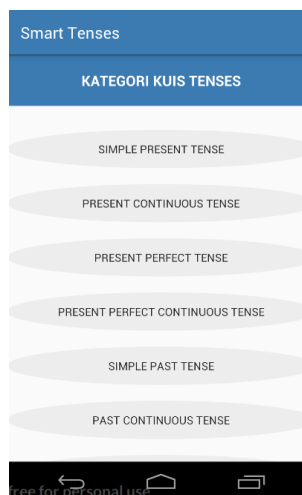 Smart Tenses
KATEGORI KUIS TENSES
SIMPLE PRESENT TENSE
PRESENT CONTINUOUS TENSE
PRESENT PERFECT TENSE
PRESENT PERFECT CONTINUOUS TENSE
SIMPLE PAST TENSE
PAST CONTINUOUS TENSE
free for personal use